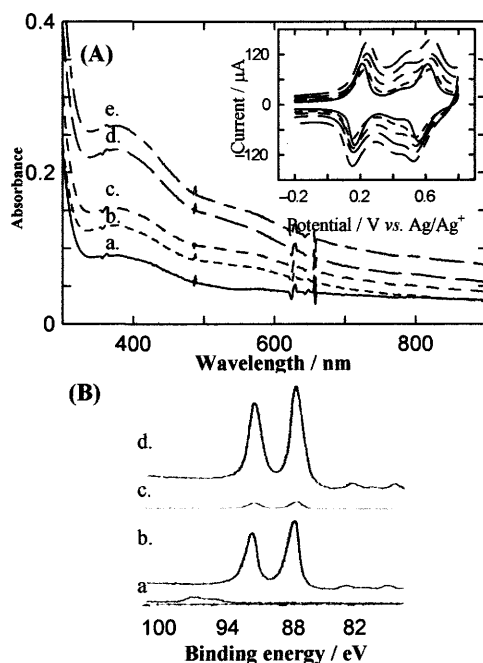 (A)
Absorbance
0.4
0.2
0
e.
d.
c.
b.
a.
400 600 800
Wavelength / nm
Current / μA
120
60
0
-120
-0.2 0.2 0.6
Potential / V vs. Ag/Ag+
(B)
d.
c.
b.
a
100 94 88 82
Binding energy / eV